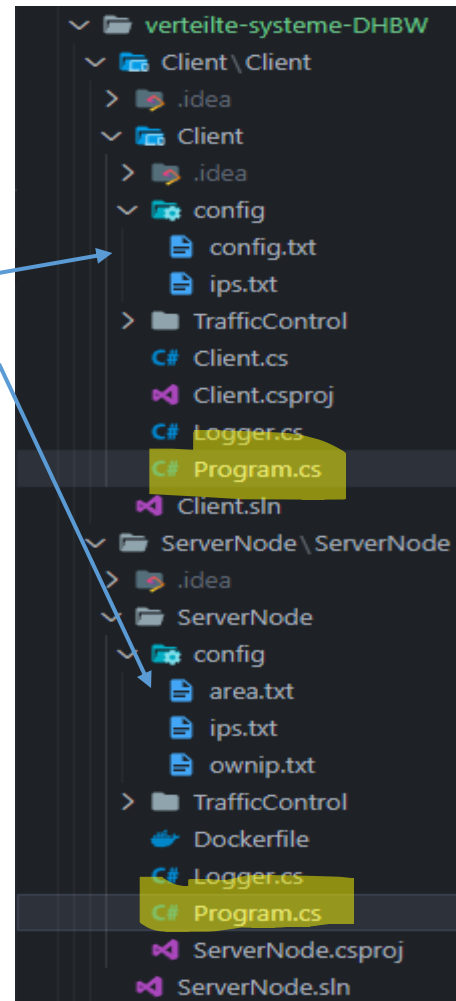 verteilte-systeme-DHBW
Client\Client
.idea
Client
.idea
config
config.txt
ips.txt
TrafficControl
C# Client.cs
Client.csproj
C# Logger.cs
C# Program.cs
Client.sln
ServerNode\ServerNode
.idea
ServerNode
config
area.txt
ips.txt
ownip.txt
TrafficControl
Dockerfile
C# Logger.cs
C# Program.cs
ServerNode.csproj
ServerNode.sln